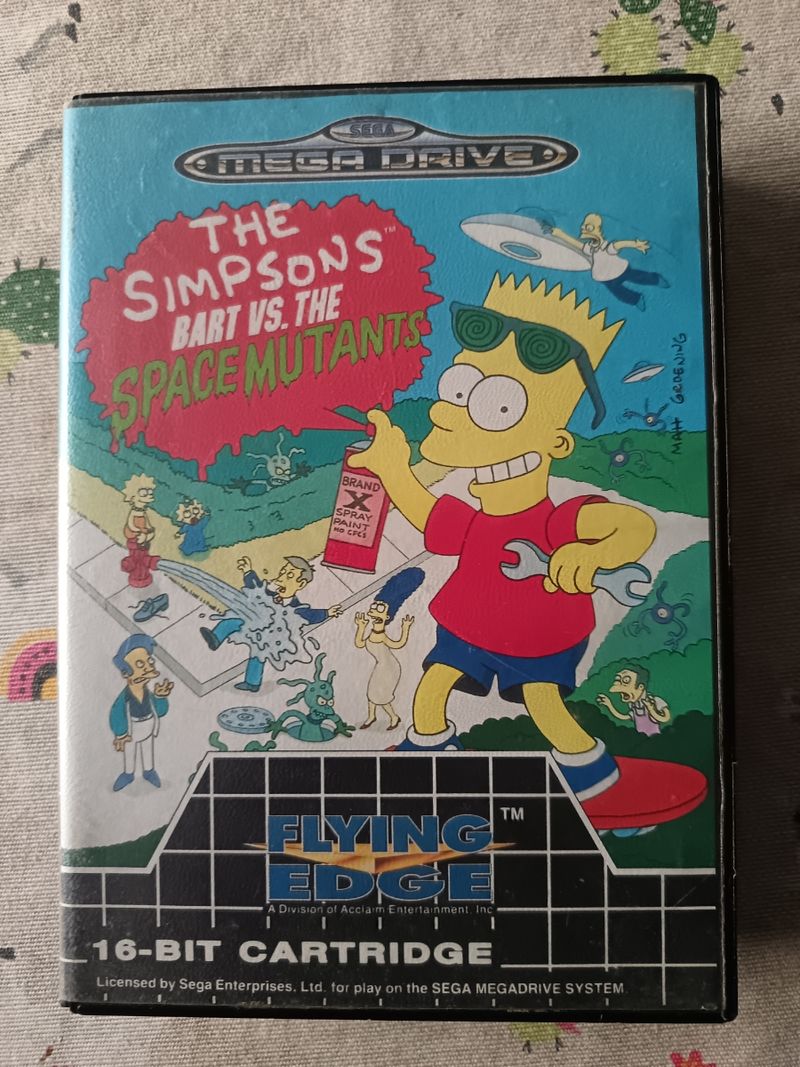 SEGA
MEGA DRIVE
THE
SIMPSONS™
BART VS. THE
SPACE MUTANTS
MATT GROENING
BRAND
X
SPRAY
PAINT
NO CFCS
FLYING™
EDGE
A Division of Acclaim Entertainment, Inc
16-BIT CARTRIDGE
Licensed by Sega Enterprises, Ltd. for play on the SEGA MEGADRIVE SYSTEM.